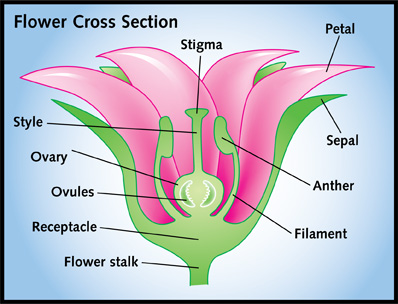 Flower Cross Section
Stigma
Petal
Style
Sepal
Ovary
Anther
Ovules
Receptacle
Filament
Flower stalk